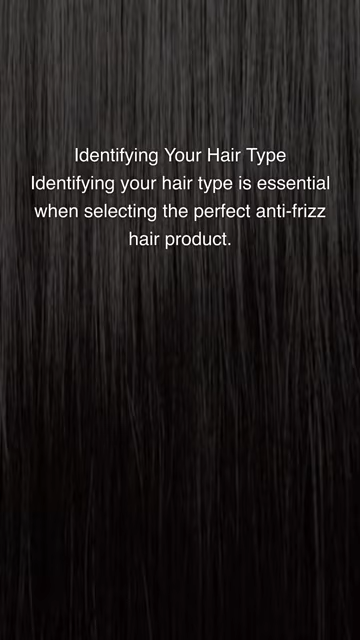 Identifying Your Hair Type
Identifying your hair type is essential
when selecting the perfect anti-frizz
hair product.